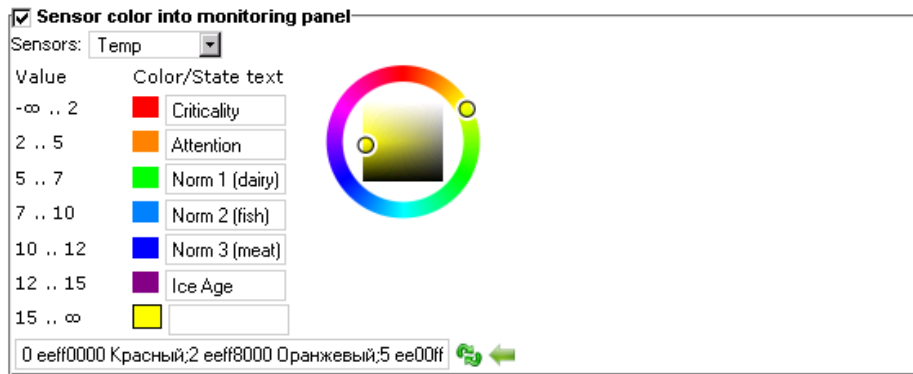 Sensor color into monitoring panel
Sensors: Temp
Value Color/State text
-∞ .. 2 Criticality
2 .. 5 Attention
5 .. 7 Norm 1 (dairy)
7 .. 10 Norm 2 (fish)
10 .. 12 Norm 3 (meat)
12 .. 15 Ice Age
15 .. ∞
0 eeff0000 Красный;2 eeff8000 Оранжевый;5 ee00ff